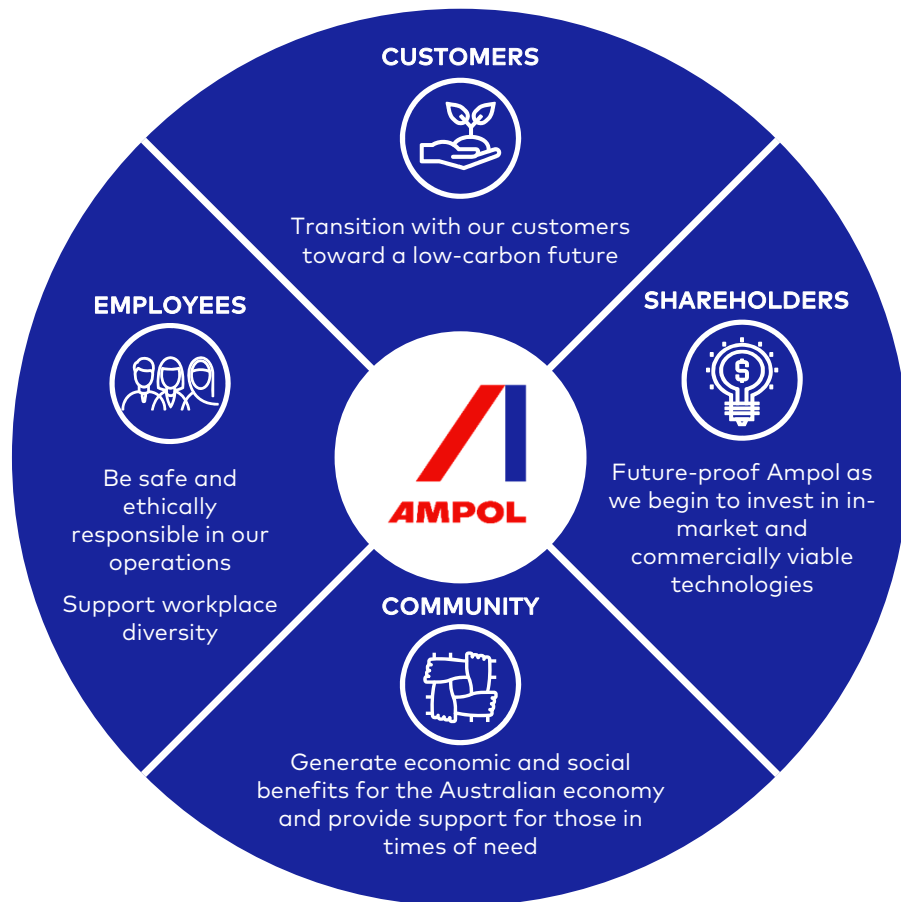 CUSTOMERS
Transition with our customers
toward a low-carbon future
EMPLOYEES
Be safe and
ethically
responsible in our
operations
Support workplace
diversity
SHAREHOLDERS
$
Future-proof Ampol as
we begin to invest in in-
market and
commercially viable
technologies
AMPOL
COMMUNITY
Generate economic and social
benefits for the Australian economy
and provide support for those in
times of need